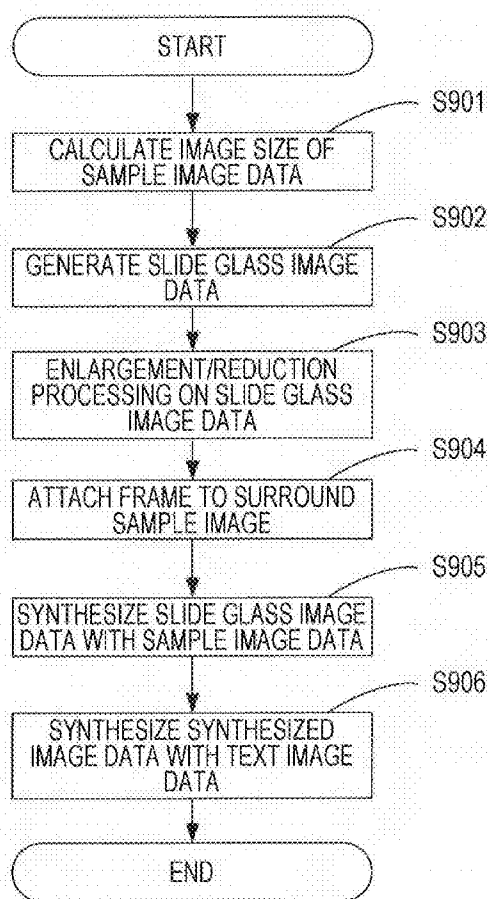 START
S901
CALCULATE IMAGE SIZE OF
SAMPLE IMAGE DATA
S902
GENERATE SLIDE GLASS IMAGE
DATA
S903
ENLARGEMENT/REDUCTION
PROCESSING ON SLIDE GLASS
IMAGE DATA
S904
ATTACH FRAME TO SURROUND
SAMPLE IMAGE
S905
SYNTHESIZE SLIDE GLASS IMAGE
DATA WITH SAMPLE IMAGE DATA
S906
SYNTHESIZE SYNTHESIZED
IMAGE DATA WITH TEXT IMAGE
DATA
END